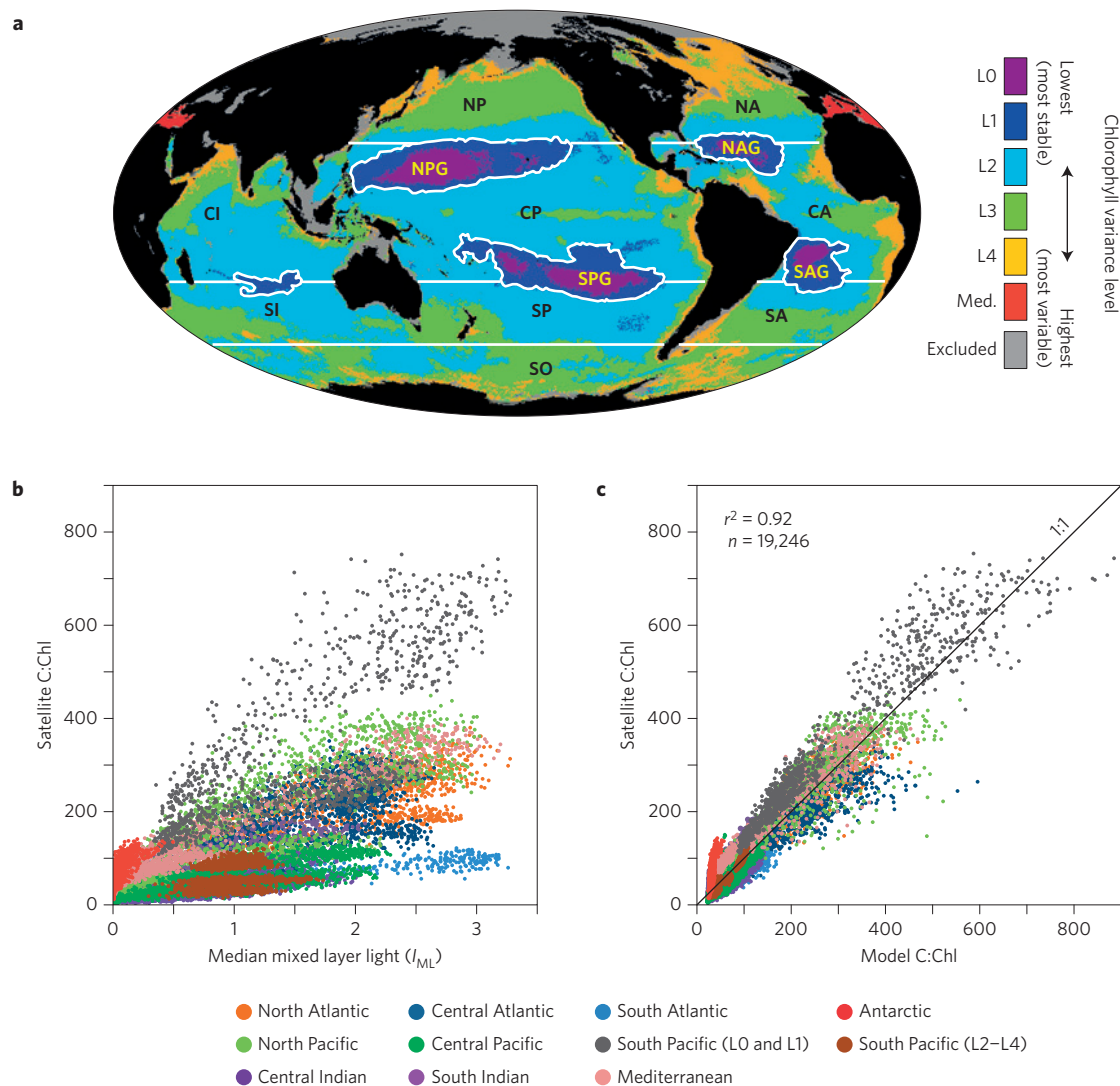 a
NP
NA
NPG
NAG
CI
CP
CA
SPG
SAG
SI
SP
SA
SO
L0
L1
L2
L3
L4
Med.
Excluded
Lowest
(most stable)
(most variable)
Highest
Chlorophyll variance level
b
Satellite C:Chl
800
600
400
200
0
0 1 2 3
Median mixed layer light (I_ML)
c
r² = 0.92
n = 19,246
1:1
Satellite C:Chl
800
600
400
200
0
0 200 400 600 800
Model C:Chl
North Atlantic Central Atlantic South Atlantic Antarctic
North Pacific Central Pacific South Pacific (L0 and L1) South Pacific (L2–L4)
Central Indian South Indian Mediterranean